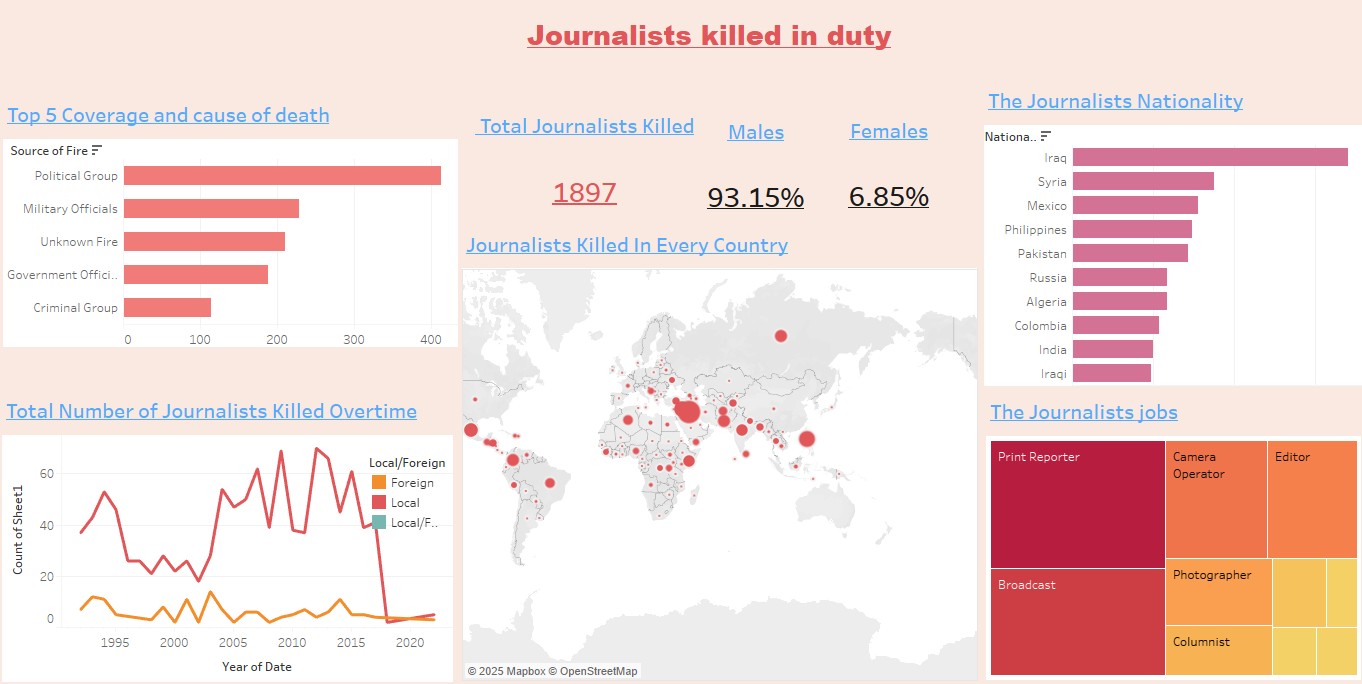 Journalists killed in duty
Top 5 Coverage and cause of death
Source of Fire
Political Group
Military Officials
Unknown Fire
Government Offici..
Criminal Group
0 100 200 300 400
Total Number of Journalists Killed Overtime
Count of Sheet1
60
40
20
0
1995 2000 2005 2010 2015 2020
Year of Date
Local/Foreign
Foreign
Local
Local/F..
Total Journalists Killed
1897
Males
93.15%
Females
6.85%
Journalists Killed In Every Country
© 2025 Mapbox © OpenStreetMap
The Journalists Nationality
Nationa..
Iraq
Syria
Mexico
Philippines
Pakistan
Russia
Algeria
Colombia
India
Iraqi
The Journalists jobs
Print Reporter
Camera
Operator
Editor
Broadcast
Photographer
Columnist